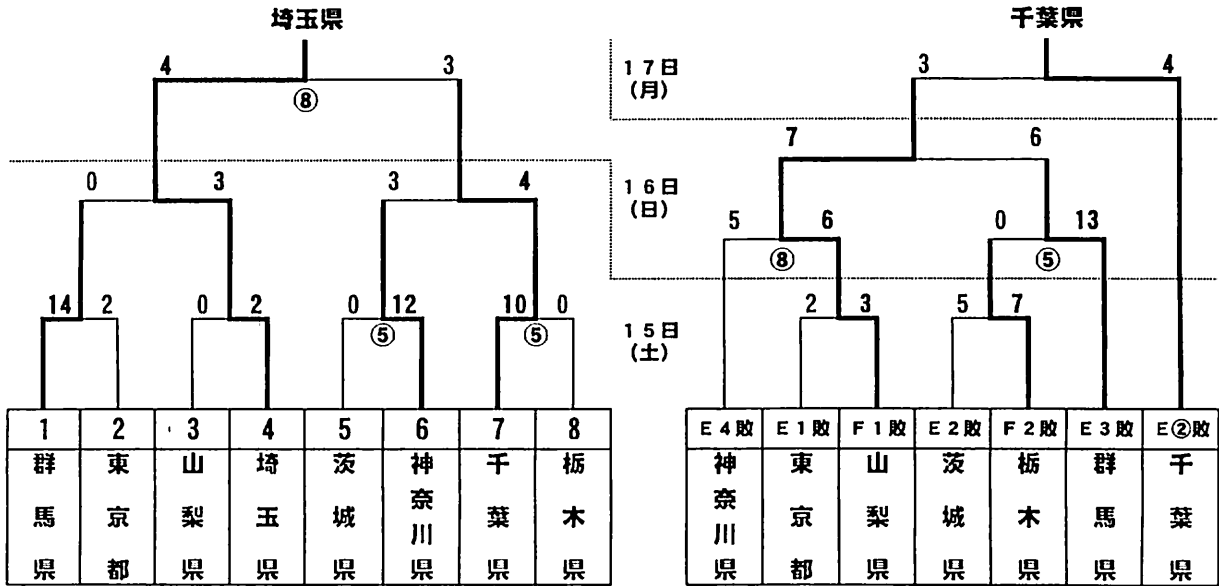 埼玉県
千葉県
4 3
⑧
17日
(月)
3 4
7 6
0 3 3 4
16日
(日)
5 6 0 13
⑧ ⑤
14 2 0 2 0 12 10 0
⑤ ⑤
15日
(土)
2 3 5 7
1 2 3 4 5 6 7 8
群馬県
東京都
山梨県
埼玉県
茨城県
神奈川県
千葉県
栃木県
E4敗 E1敗 F1敗 E2敗 F2敗 E3敗 E②敗
神奈川県
東京都
山梨県
茨城県
栃木県
群馬県
千葉県